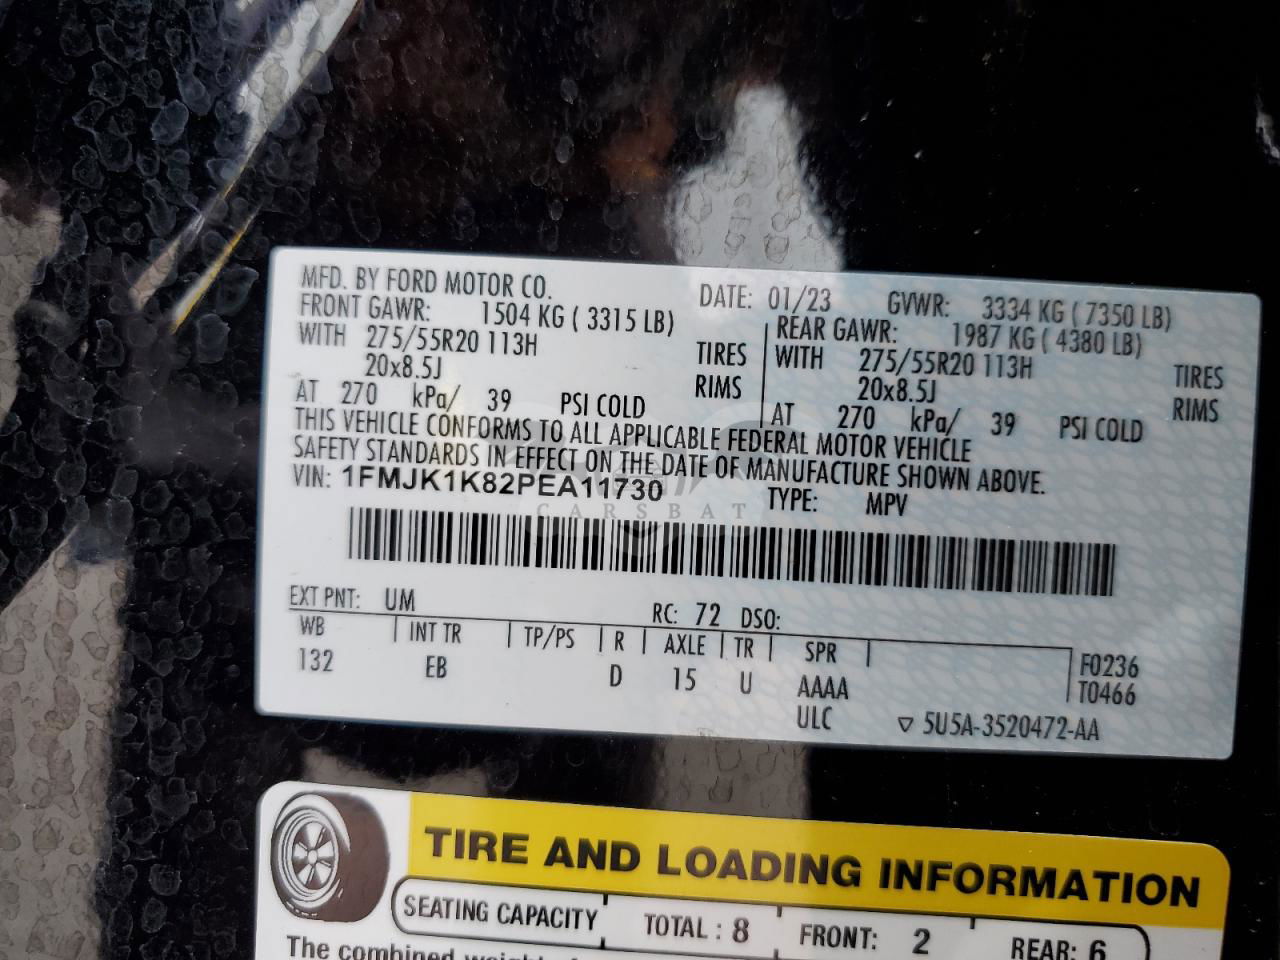 MFD. BY FORD MOTOR CO.
DATE: 01/23 GVWR: 3334 KG ( 7350 LB)
FRONT GAWR: 1504 KG ( 3315 LB) REAR GAWR: 1987 KG ( 4380 LB)
WITH 275/55R20 113H TIRES WITH 275/55R20 113H TIRES
20x8.5J RIMS 20x8.5J RIMS
AT 270 kPa/ 39 PSI COLD AT 270 kPa/ 39 PSI COLD
THIS VEHICLE CONFORMS TO ALL APPLICABLE FEDERAL MOTOR VEHICLE
SAFETY STANDARDS IN EFFECT ON THE DATE OF MANUFACTURE SHOWN ABOVE.
VIN: 1FMJK1K82PEA11730 TYPE: MPV
CARSBAT
EXT PNT: UM RC: 72 DSO:
WB INT TR TP/PS R AXLE TR SPR F0236
132 EB D 15 U AAAA T0466
ULC 5U5A-3520472-AA
TIRE AND LOADING INFORMATION
SEATING CAPACITY TOTAL : 8 FRONT: 2 REAR: 6
The combined